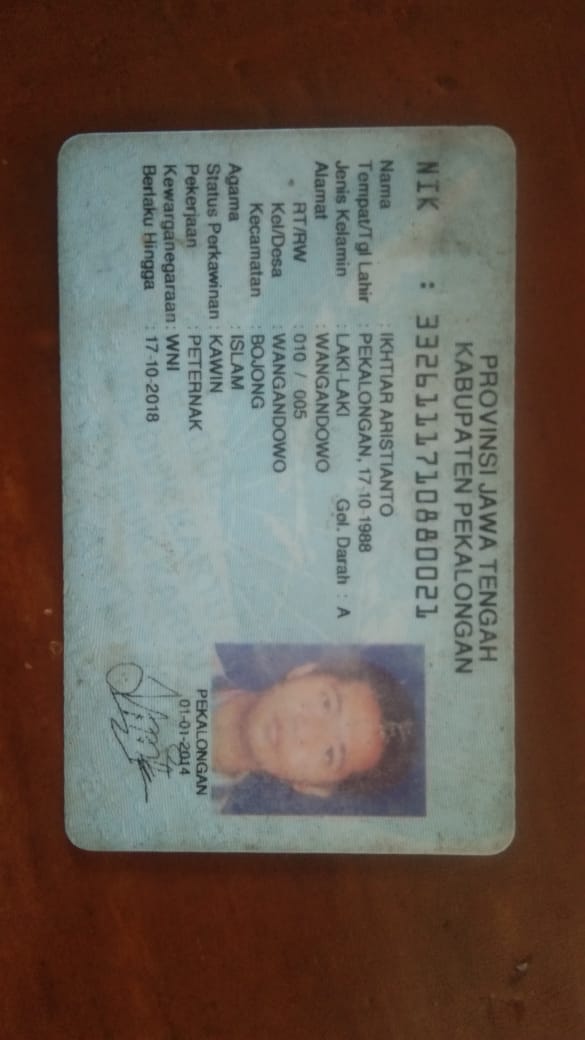 PROVINSI JAWA TENGAH
KABUPATEN PEKALONGAN
NIK : 3326111710880021
Nama : IKHTIAR ARISTIANTO
Tempat/Tgl Lahir : PEKALONGAN, 17-10-1988
Jenis Kelamin : LAKI-LAKI Gol. Darah : A
Alamat : WANGANDOWO
RT/RW : 010 / 005
Kel/Desa : WANGANDOWO
Kecamatan : BOJONG
Agama : ISLAM
Status Perkawinan : KAWIN
Pekerjaan : PETERNAK
Kewarganegaraan : WNI
Berlaku Hingga : 17-10-2018
PEKALONGAN
01-01-2014